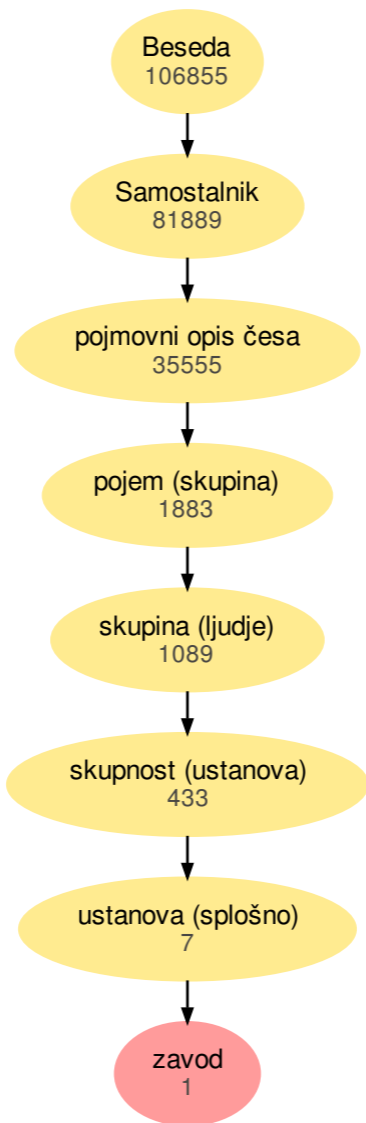 Beseda
106855
Samostalnik
81889
pojmovni opis česa
35555
pojem (skupina)
1883
skupina (ljudje)
1089
skupnost (ustanova)
433
ustanova (splošno)
7
zavod
1